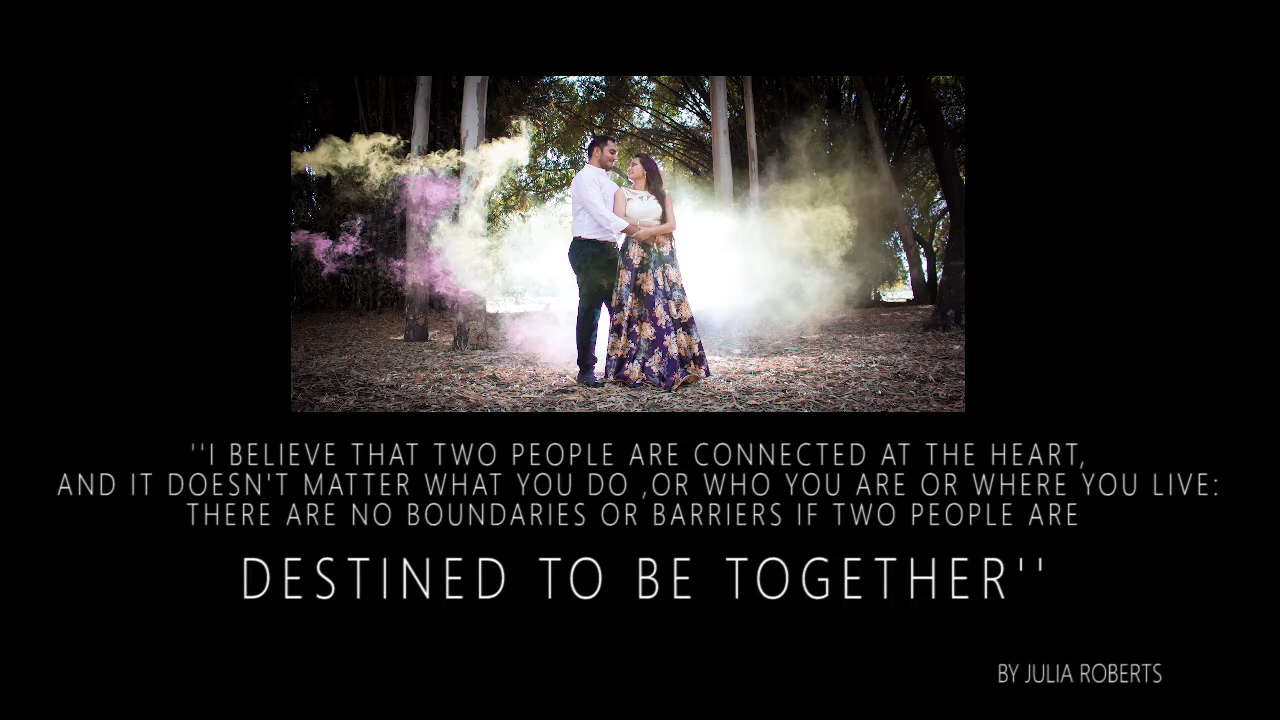 ''I BELIEVE THAT TWO PEOPLE ARE CONNECTED AT THE HEART,
AND IT DOESN'T MATTER WHAT YOU DO ,OR WHO YOU ARE OR WHERE YOU LIVE:
THERE ARE NO BOUNDARIES OR BARRIERS IF TWO PEOPLE ARE
DESTINED TO BE TOGETHER''
BY JULIA ROBERTS